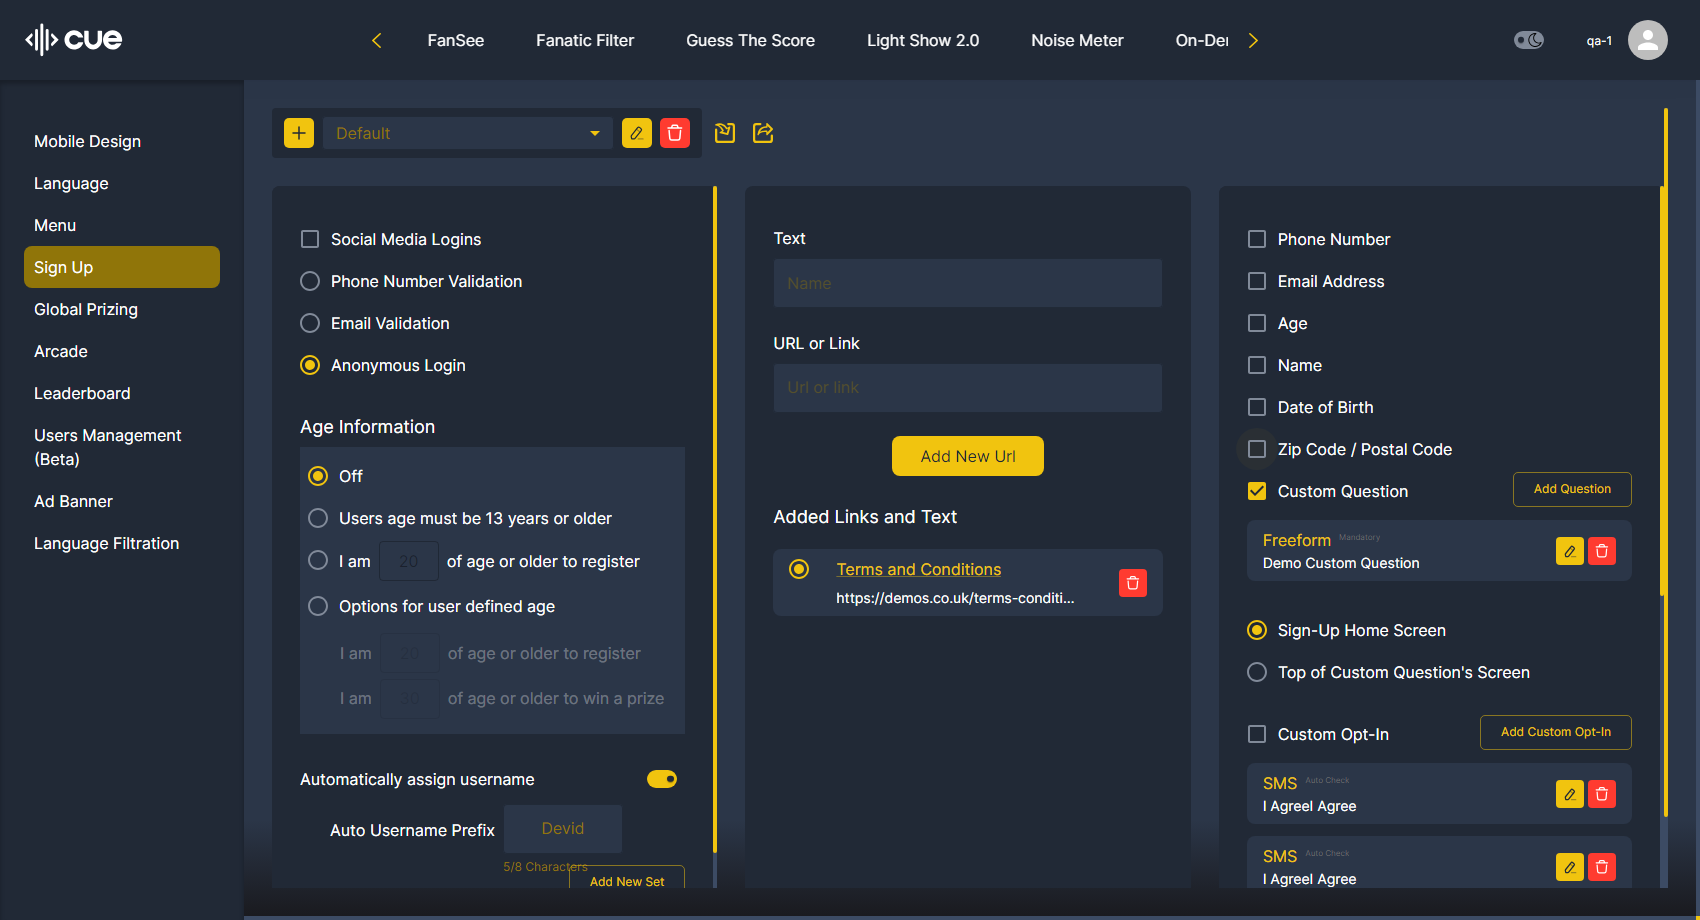 cue
FanSee
Fanatic Filter
Guess The Score
Light Show 2.0
Noise Meter
On-Der
qa-1
Mobile Design
Language
Menu
Sign Up
Global Prizing
Arcade
Leaderboard
Users Management
(Beta)
Ad Banner
Language Filtration
Default
Social Media Logins
Phone Number Validation
Email Validation
Anonymous Login
Age Information
Off
Users age must be 13 years or older
I am 20 of age or older to register
Options for user defined age
I am 20 of age or older to register
I am 30 of age or older to win a prize
Automatically assign username
Auto Username Prefix Devid
5/8 Characters
Add New Set
Text
Name
URL or Link
Url or link
Add New Url
Added Links and Text
Terms and Conditions
https://demos.co.uk/terms-conditi...
Phone Number
Email Address
Age
Name
Date of Birth
Zip Code / Postal Code
Custom Question Add Question
Freeform Mandatory
Demo Custom Question
Sign-Up Home Screen
Top of Custom Question's Screen
Custom Opt-In Add Custom Opt-In
SMS Auto Check
I AgreeI Agree
SMS Auto Check
I AgreeI Agree